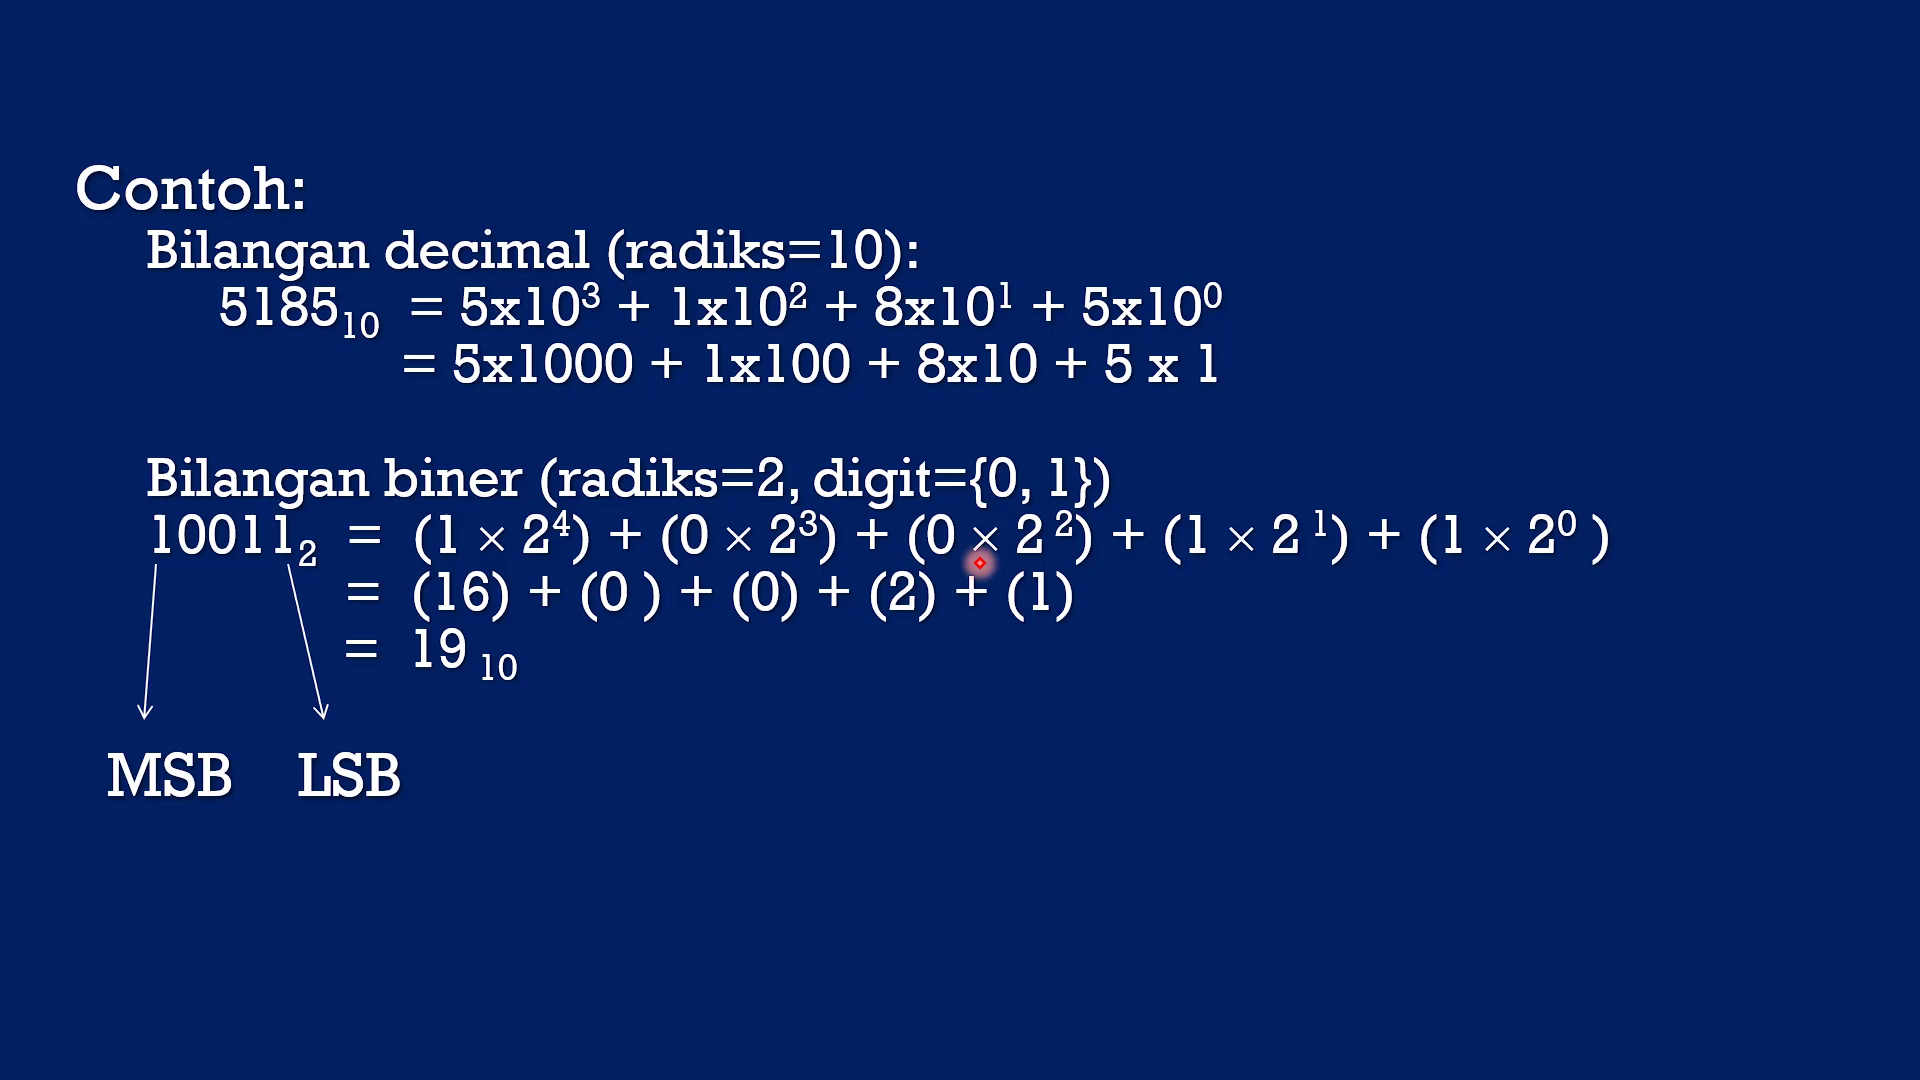 Contoh:
Bilangan decimal (radiks=10):
5185₁₀ = 5x10³ + 1x10² + 8x10¹ + 5x10⁰
= 5x1000 + 1x100 + 8x10 + 5 x 1
Bilangan biner (radiks=2, digit={0, 1})
10011₂ = (1 × 2⁴) + (0 × 2³) + (0 × 2 ²) + (1 × 2 ¹) + (1 × 2⁰ )
= (16) + (0 ) + (0) + (2) + (1)
= 19 ₁₀
MSB LSB